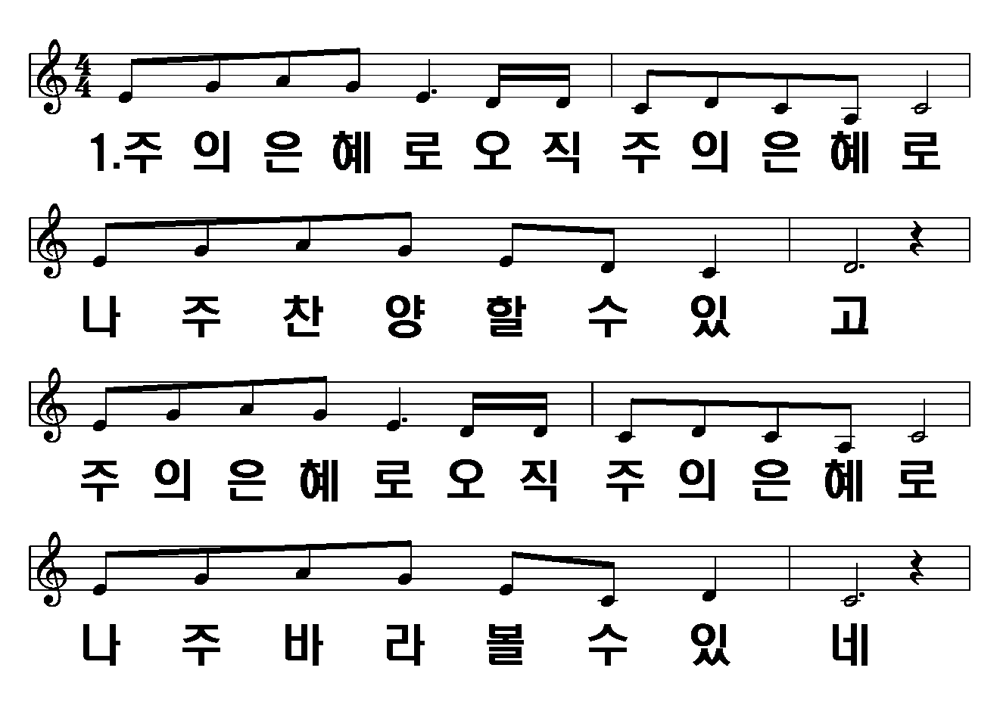 1.주 의 은 혜 로 오 직 주 의 은 혜 로
나 주 찬 양 할 수 있 고
주 의 은 혜 로 오 직 주 의 은 혜 로
나 주 바 라 볼 수 있 네